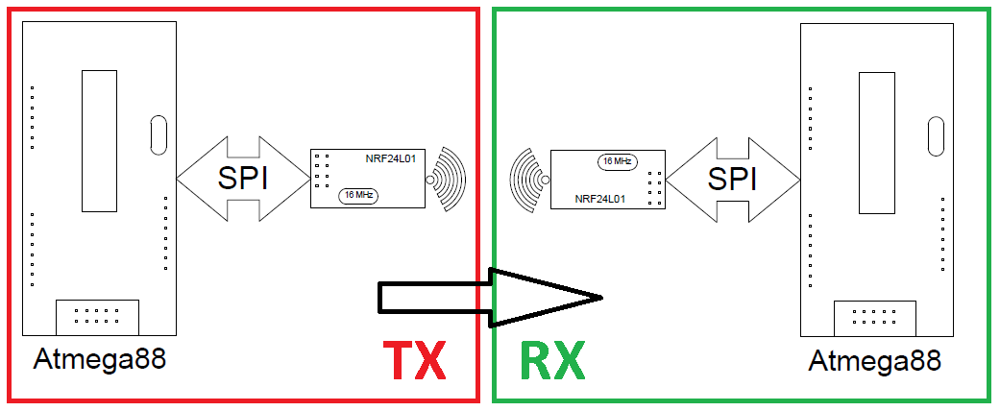 SPI
NRF24L01
16 MHz
Atmega88
TX
16 MHz
NRF24L01
SPI
RX
Atmega88